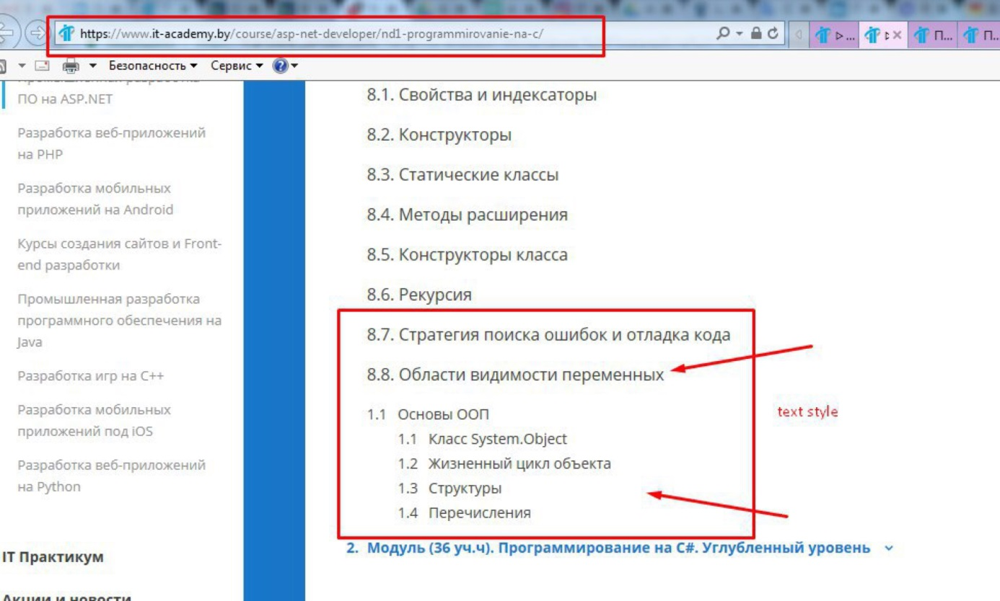 https://www.it-academy.by/course/asp-net-developer/nd1-programmirovanie-na-c/
П...
П...
Безопасность
Сервис
ПО на ASP.NET
Разработка веб-приложений
на PHP
Разработка мобильных
приложений на Android
Курсы создания сайтов и Front-
end разработки
Промышленная разработка
программного обеспечения на
Java
Разработка игр на C++
Разработка мобильных
приложений под iOS
Разработка веб-приложений
на Python
IT Практикум
Акции и новости
8.1. Свойства и индексаторы
8.2. Конструкторы
8.3. Статические классы
8.4. Методы расширения
8.5. Конструкторы класса
8.6. Рекурсия
8.7. Стратегия поиска ошибок и отладка кода
8.8. Области видимости переменных
1.1 Основы ООП
1.1 Класс System.Object
1.2 Жизненный цикл объекта
1.3 Структуры
1.4 Перечисления
text style
2. Модуль (36 уч.ч). Программирование на C#. Углубленный уровень